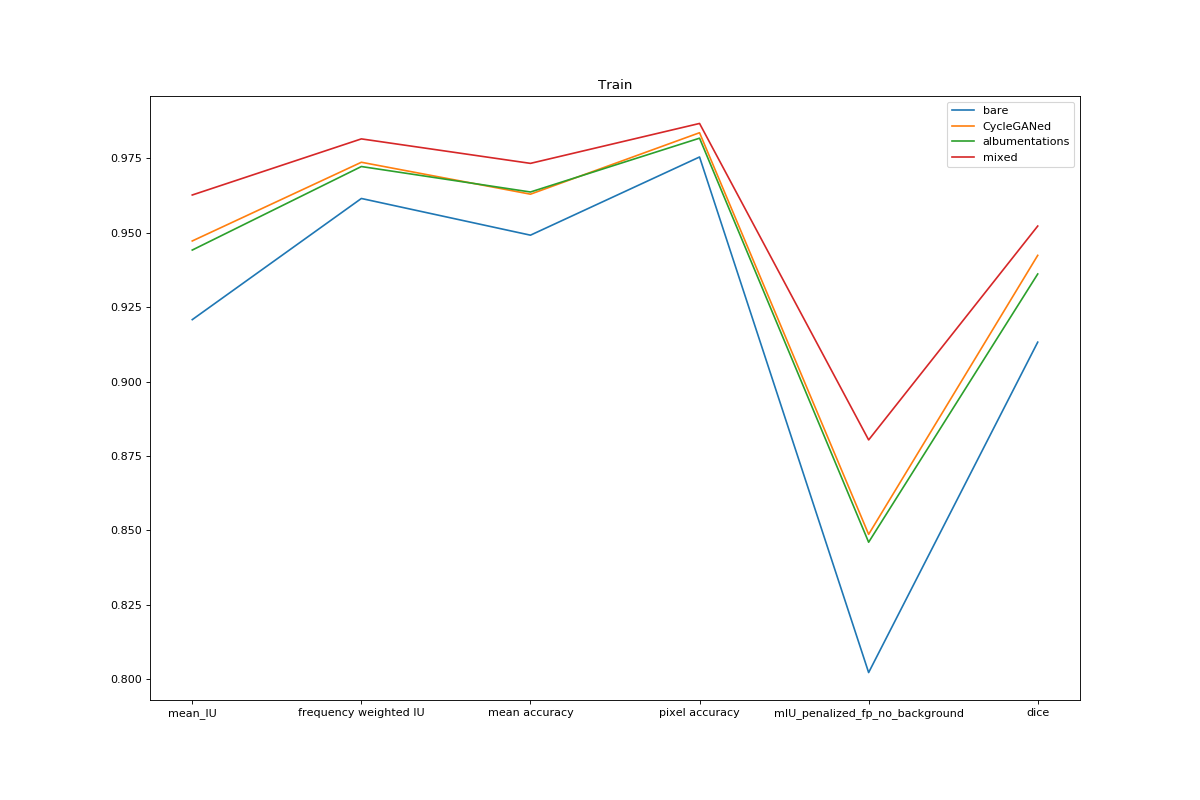 Train
bare
CycleGANed
albumentations
mixed
0.975
0.950
0.925
0.900
0.875
0.850
0.825
0.800
mean_IU frequency weighted IU mean accuracy pixel accuracy mIU_penalized_fp_no_background dice